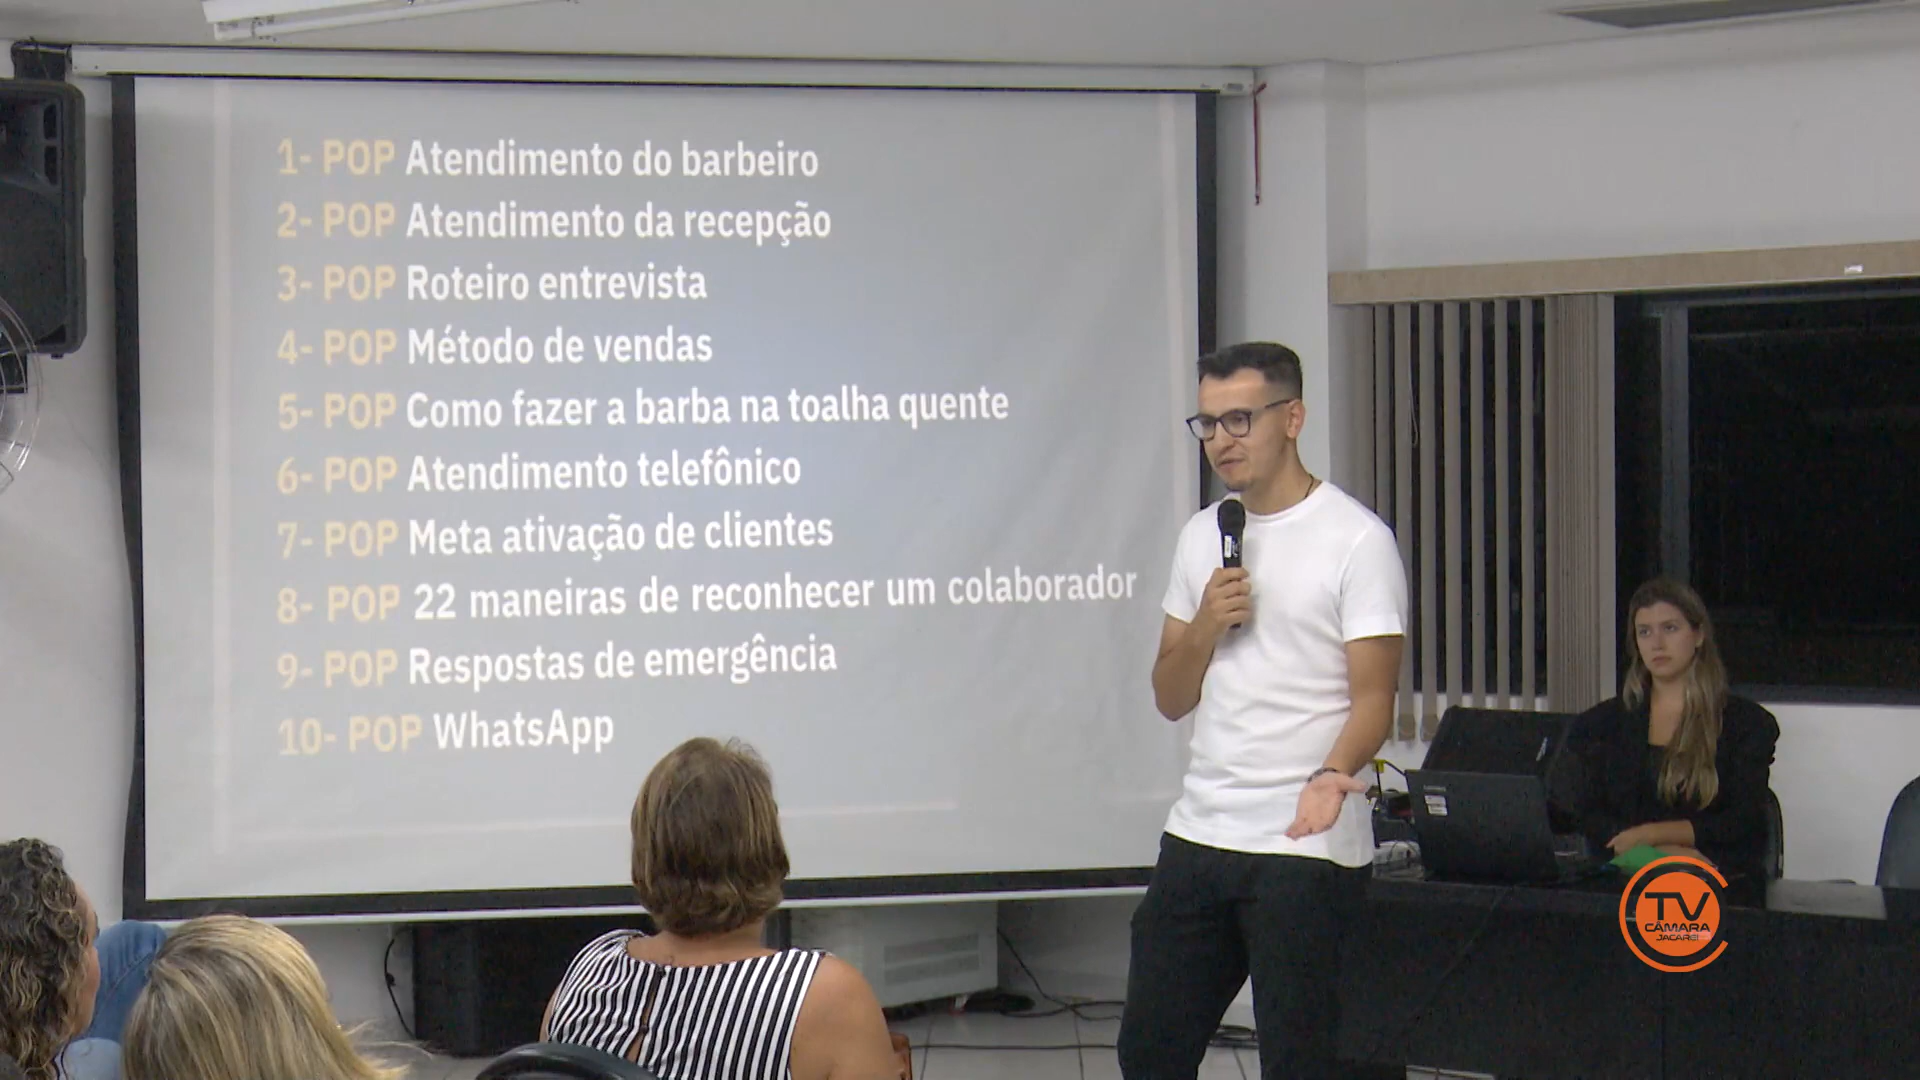 1- POP Atendimento do barbeiro
2- POP Atendimento da recepção
3- POP Roteiro entrevista
4- POP Método de vendas
5- POP Como fazer a barba na toalha quente
6- POP Atendimento telefônico
7- POP Meta ativação de clientes
8- POP 22 maneiras de reconhecer um colaborador
9- POP Respostas de emergência
10- POP WhatsApp
TV
CÂMARA
JACAREÍ